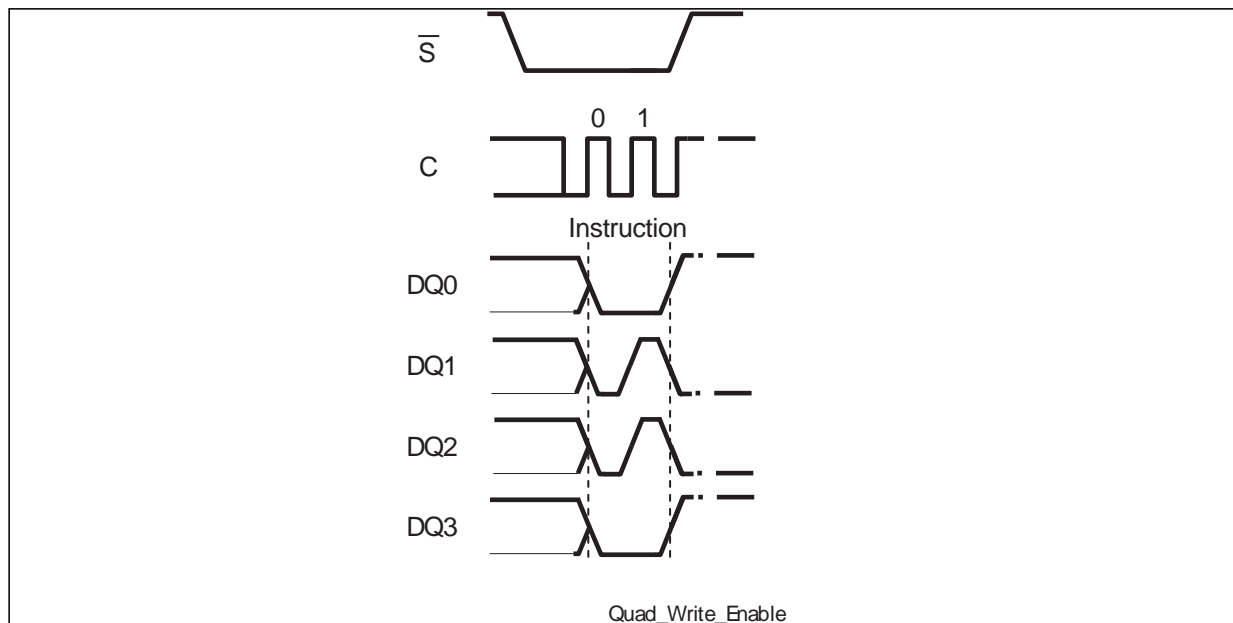 S̅
0 1
C
Instruction
DQ0
DQ1
DQ2
DQ3
Quad_Write_Enable